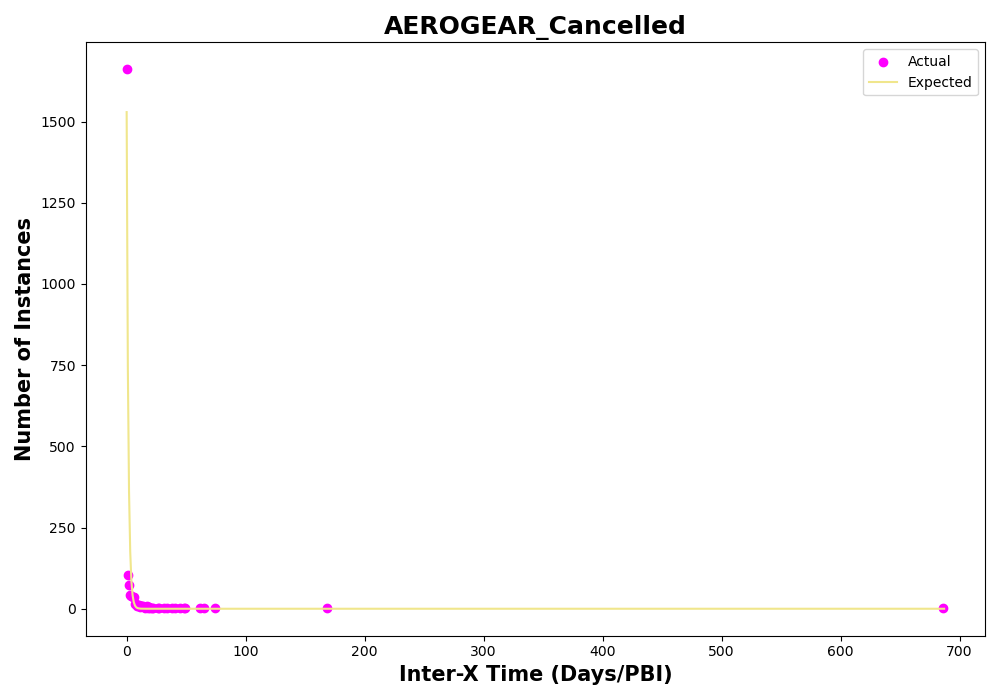 AEROGEAR_Cancelled
Actual
Expected
Number of Instances
1500
1250
1000
750
500
250
0
0 100 200 300 400 500 600 700
Inter-X Time (Days/PBI)